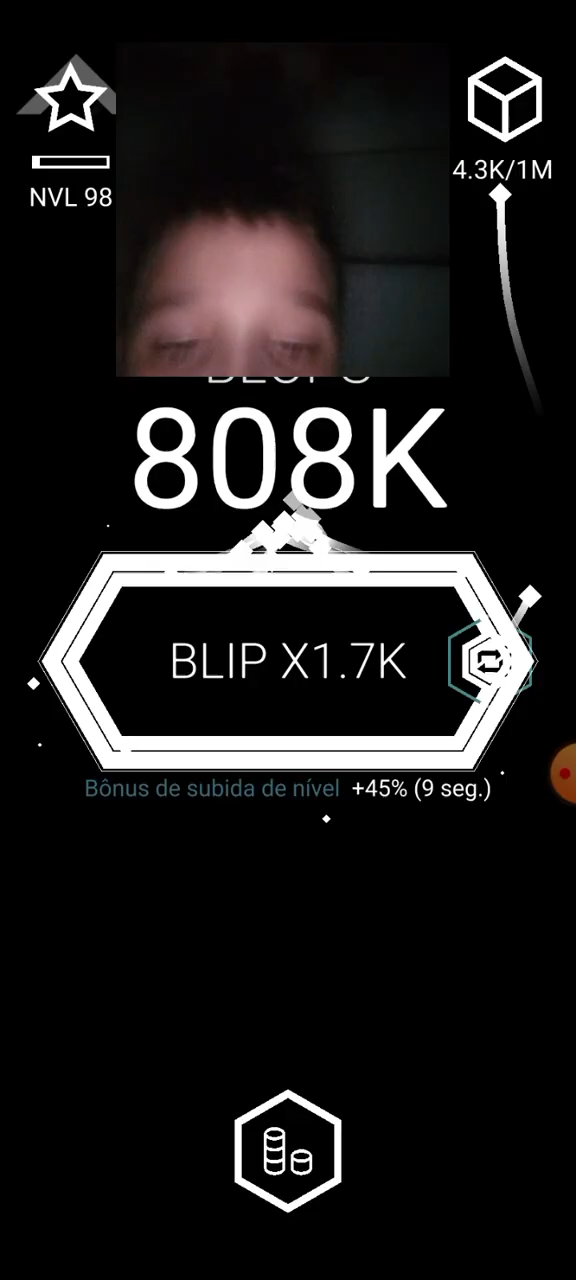 NVL 98
4.3K/1M
808K
BLIP X1.7K
Bônus de subida de nível +45% (9 seg.)